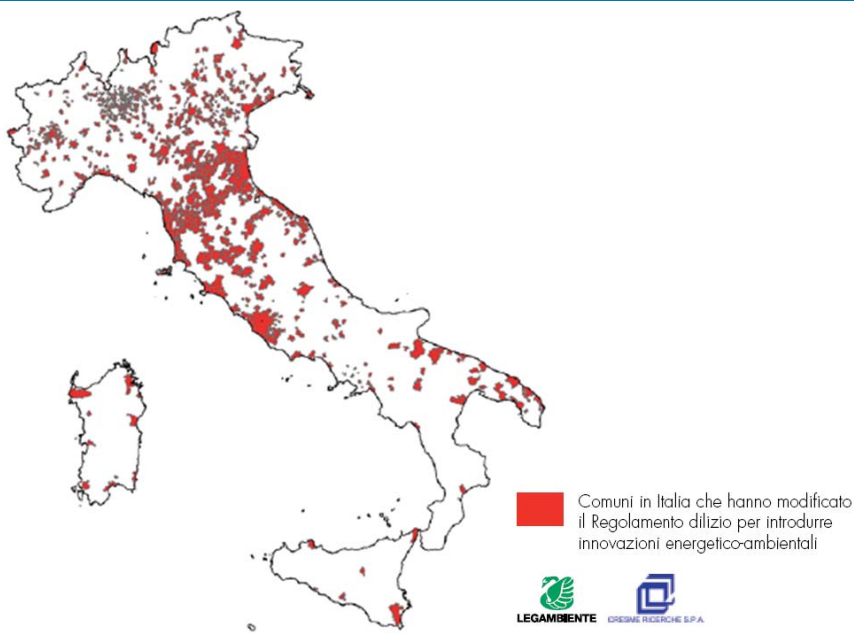 Comuni in Italia che hanno modificato
il Regolamento dilizio per introdurre
innovazioni energetico-ambientali
LEGAMBIENTE
CRESME RICERCHE S.P.A.